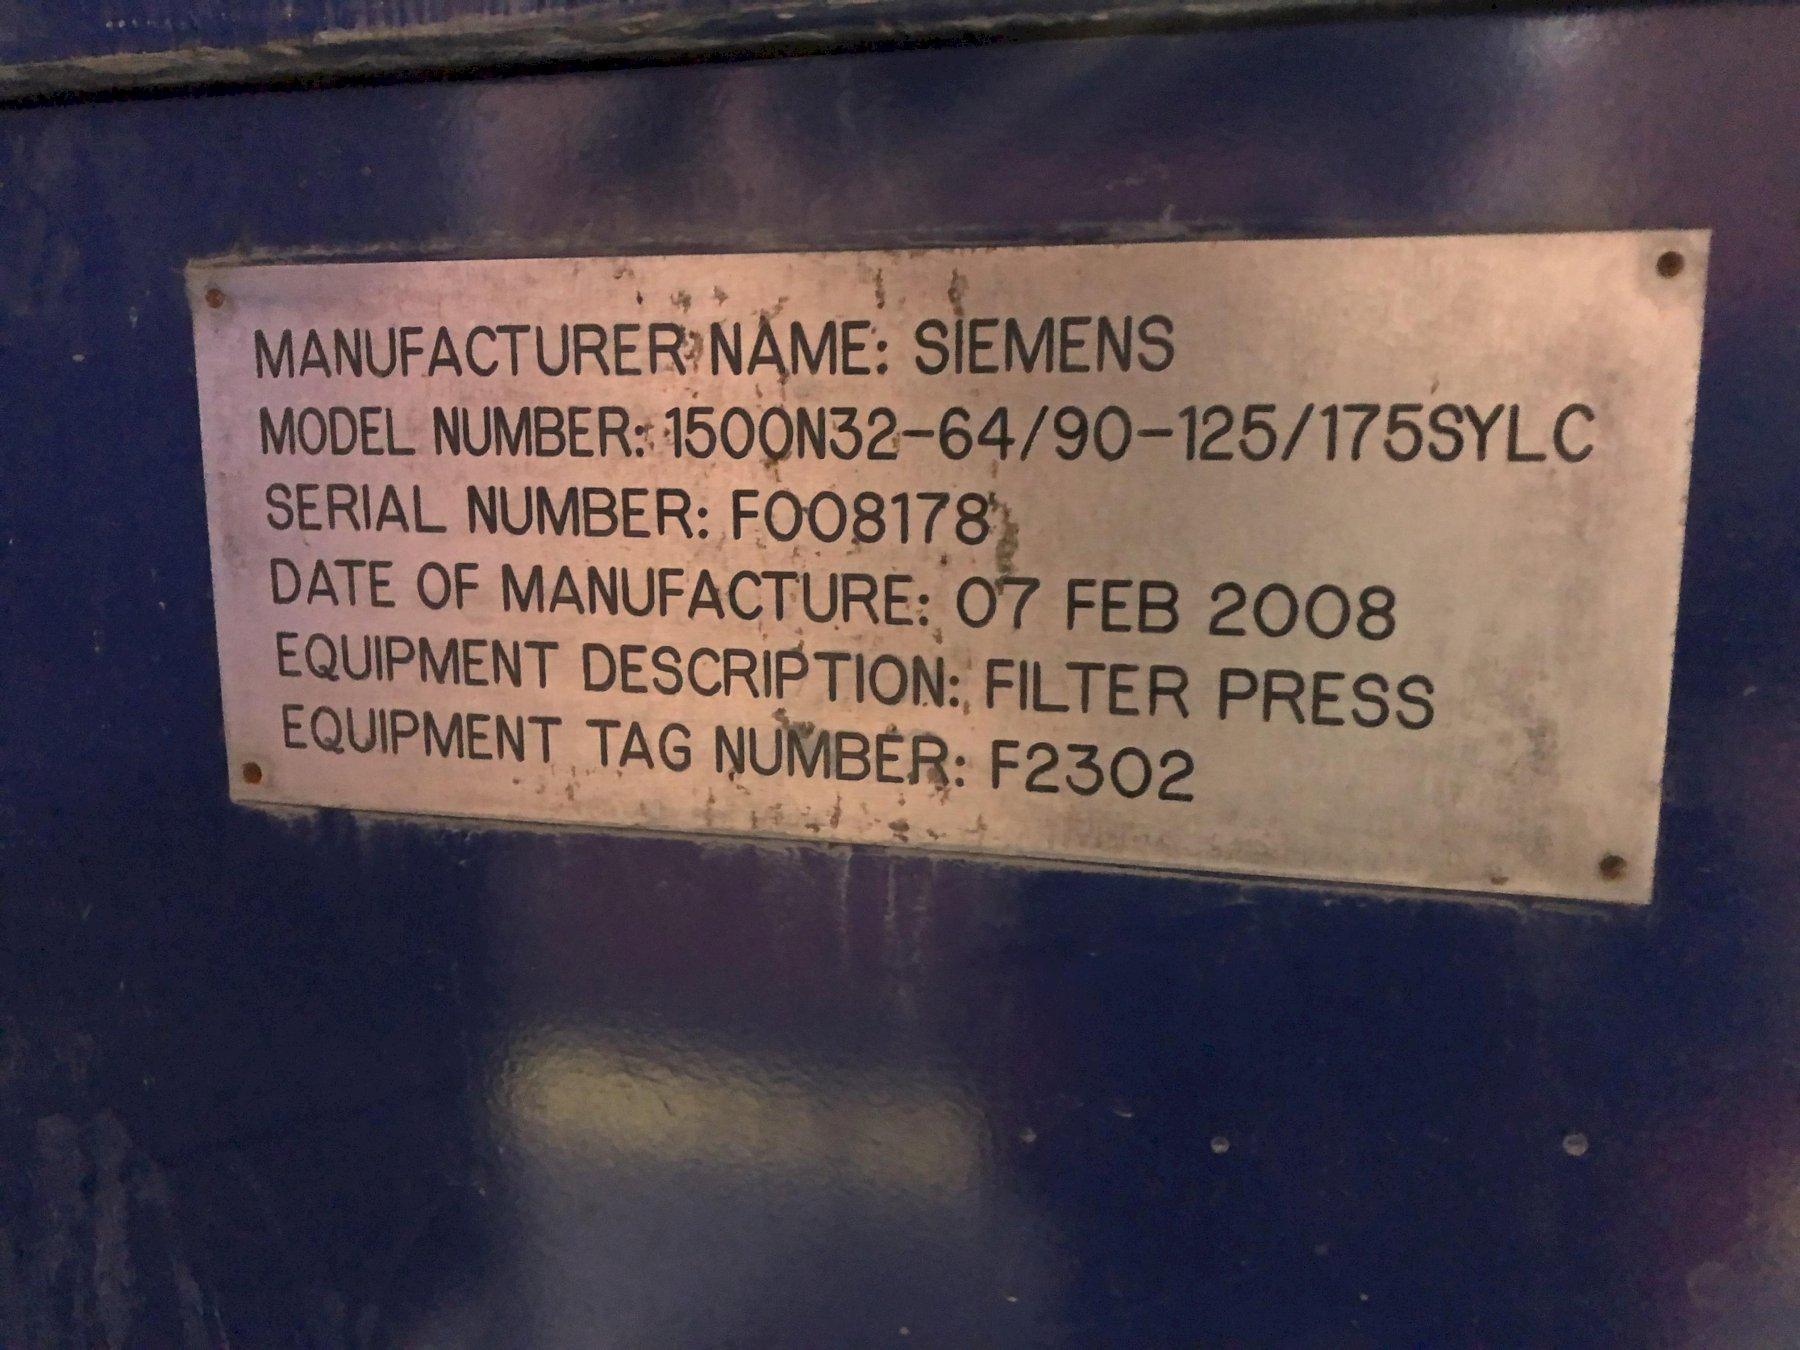 MANUFACTURER NAME: SIEMENS
MODEL NUMBER: 1500N32-64/90-125/175SYLC
SERIAL NUMBER: F008178
DATE OF MANUFACTURE: 07 FEB 2008
EQUIPMENT DESCRIPTION: FILTER PRESS
EQUIPMENT TAG NUMBER: F2302